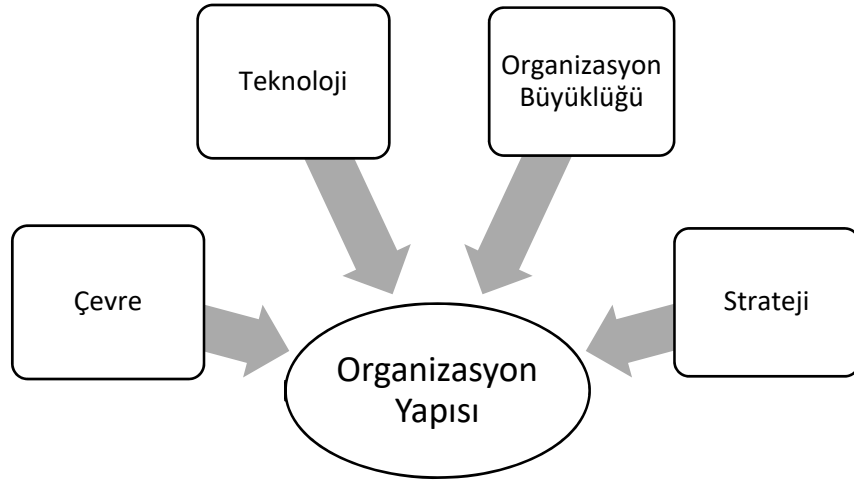 Teknoloji
Organizasyon
Büyüklüğü
Çevre
Strateji
Organizasyon
Yapısı